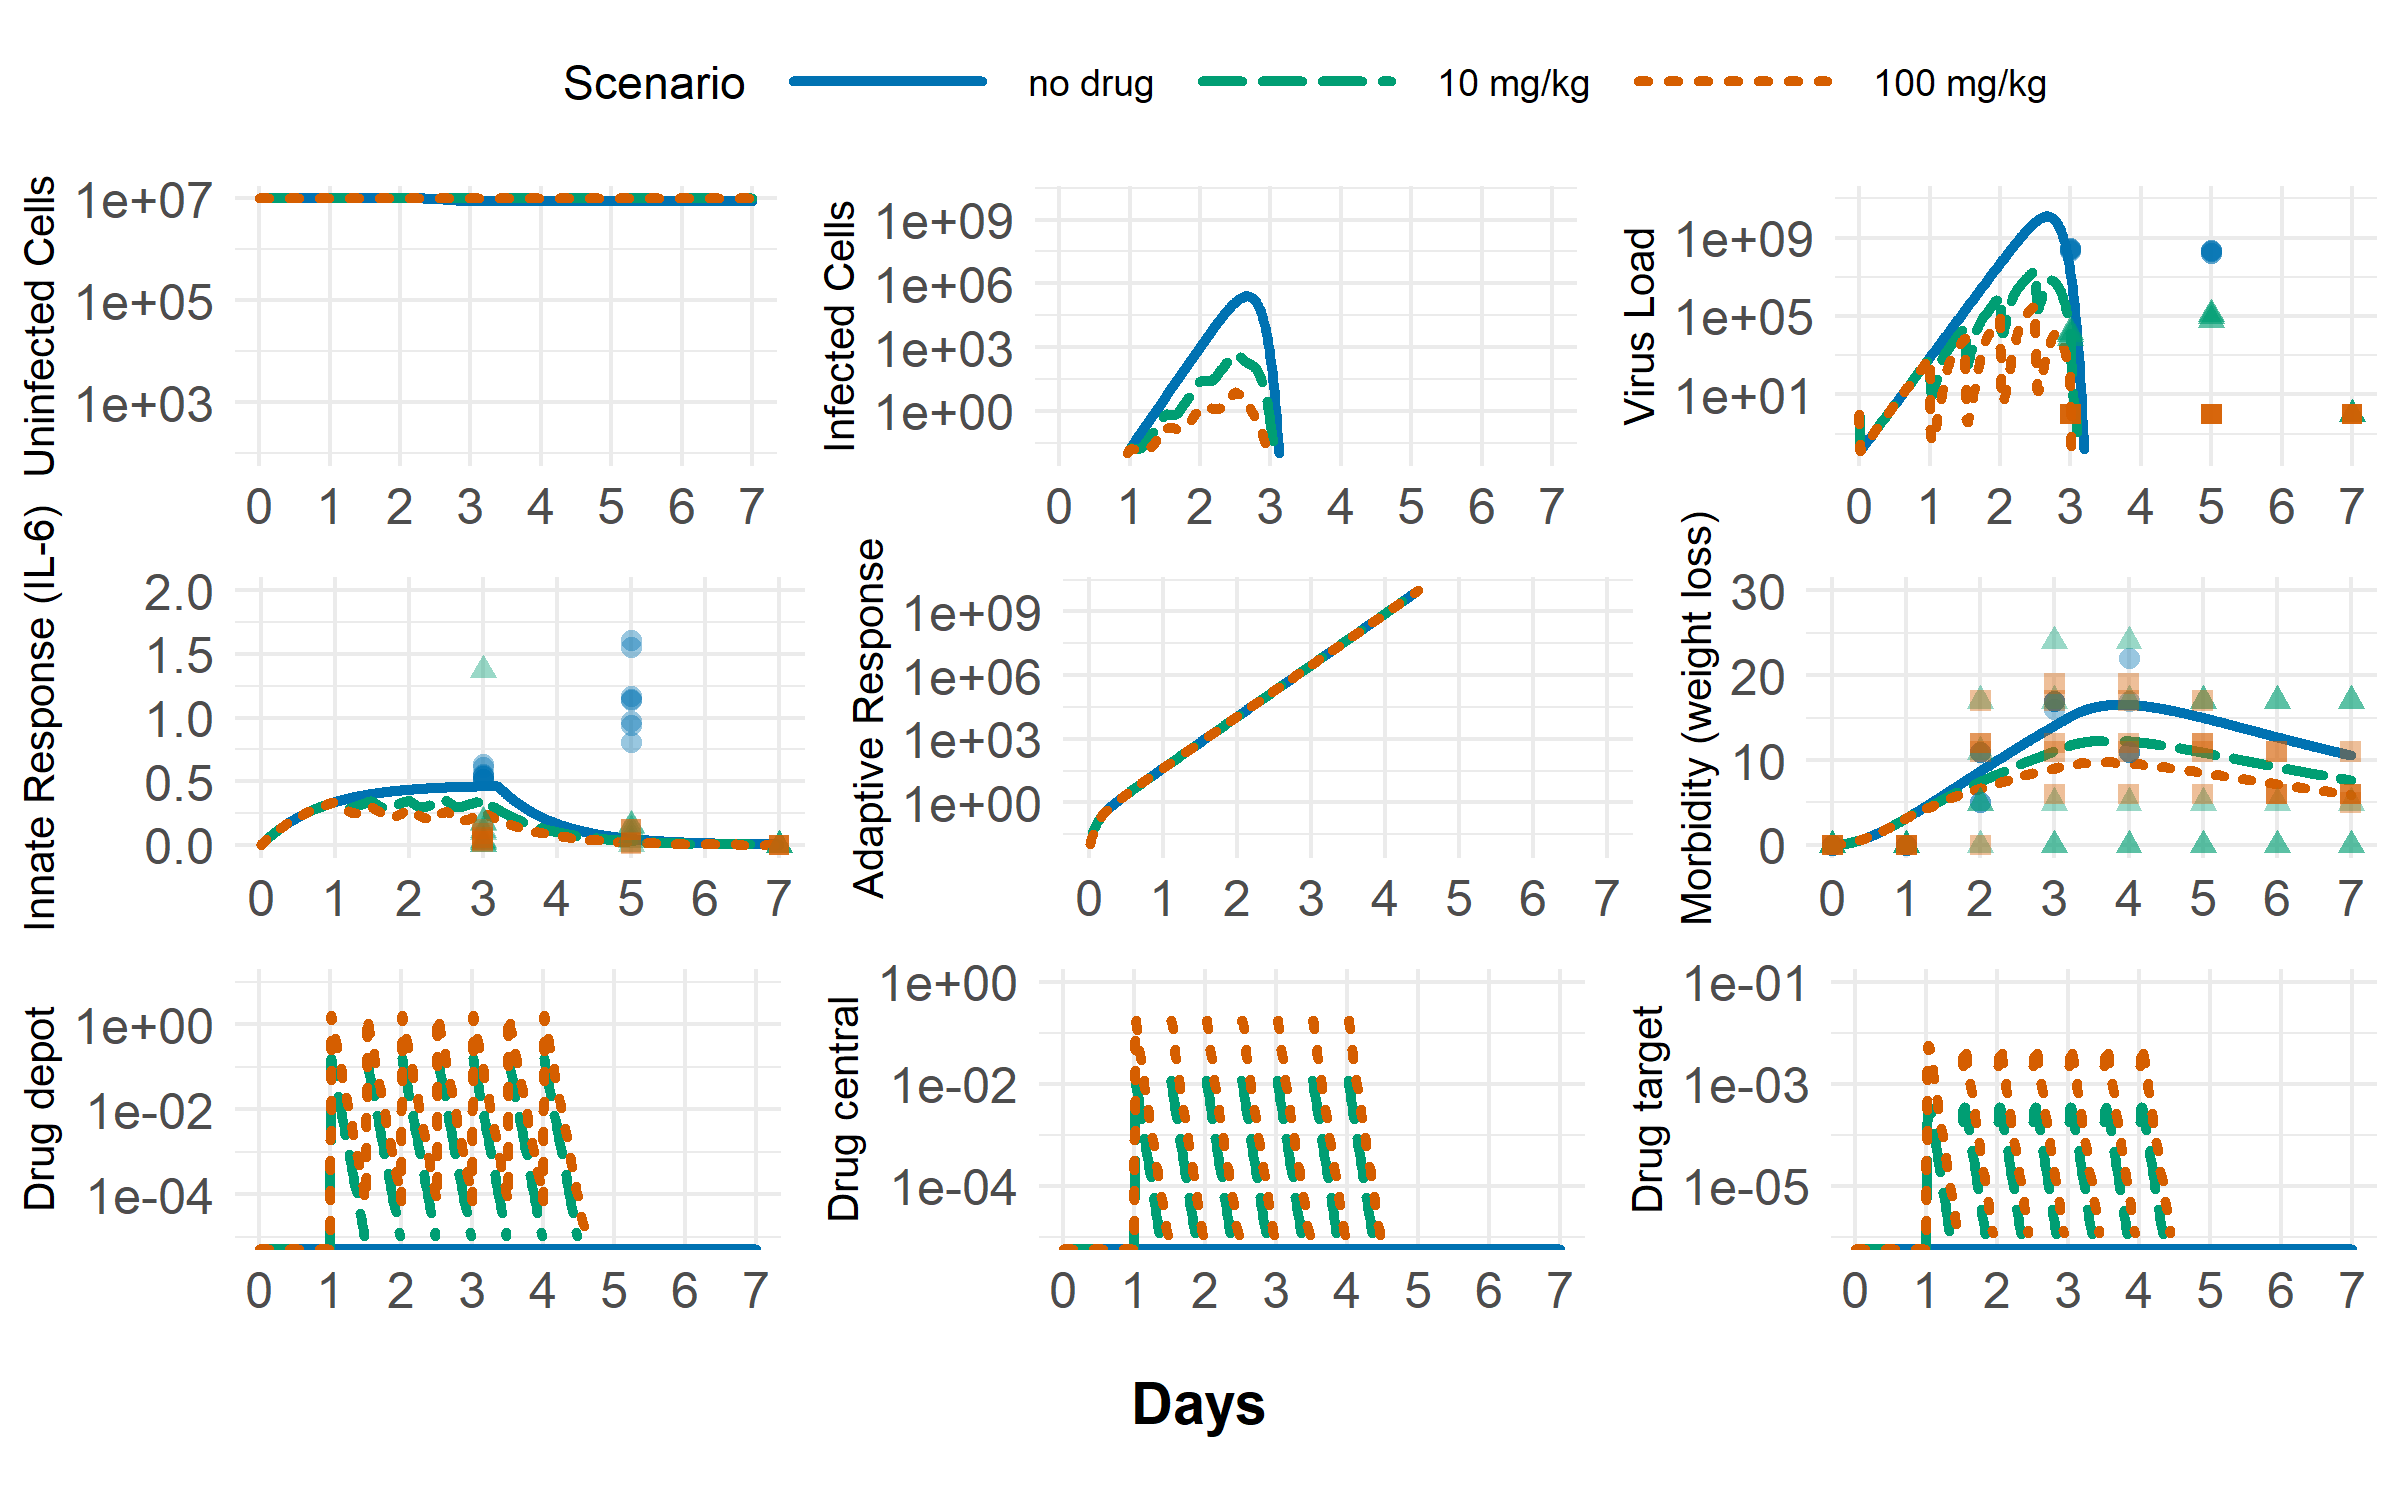 Scenario no drug 10 mg/kg 100 mg/kg
Uninfected Cells
1e+07
1e+05
1e+03
0 1 2 3 4 5 6 7
Infected Cells
1e+09
1e+06
1e+03
1e+00
0 1 2 3 4 5 6 7
Virus Load
1e+09
1e+05
1e+01
0 1 2 3 4 5 6 7
Innate Response (IL-6)
2.0
1.5
1.0
0.5
0.0
0 1 2 3 4 5 6 7
Adaptive Response
1e+09
1e+06
1e+03
1e+00
0 1 2 3 4 5 6 7
Morbidity (weight loss)
30
20
10
0
0 1 2 3 4 5 6 7
Drug depot
1e+00
1e-02
1e-04
0 1 2 3 4 5 6 7
Drug central
1e+00
1e-02
1e-04
0 1 2 3 4 5 6 7
Drug target
1e-01
1e-03
1e-05
0 1 2 3 4 5 6 7
Days